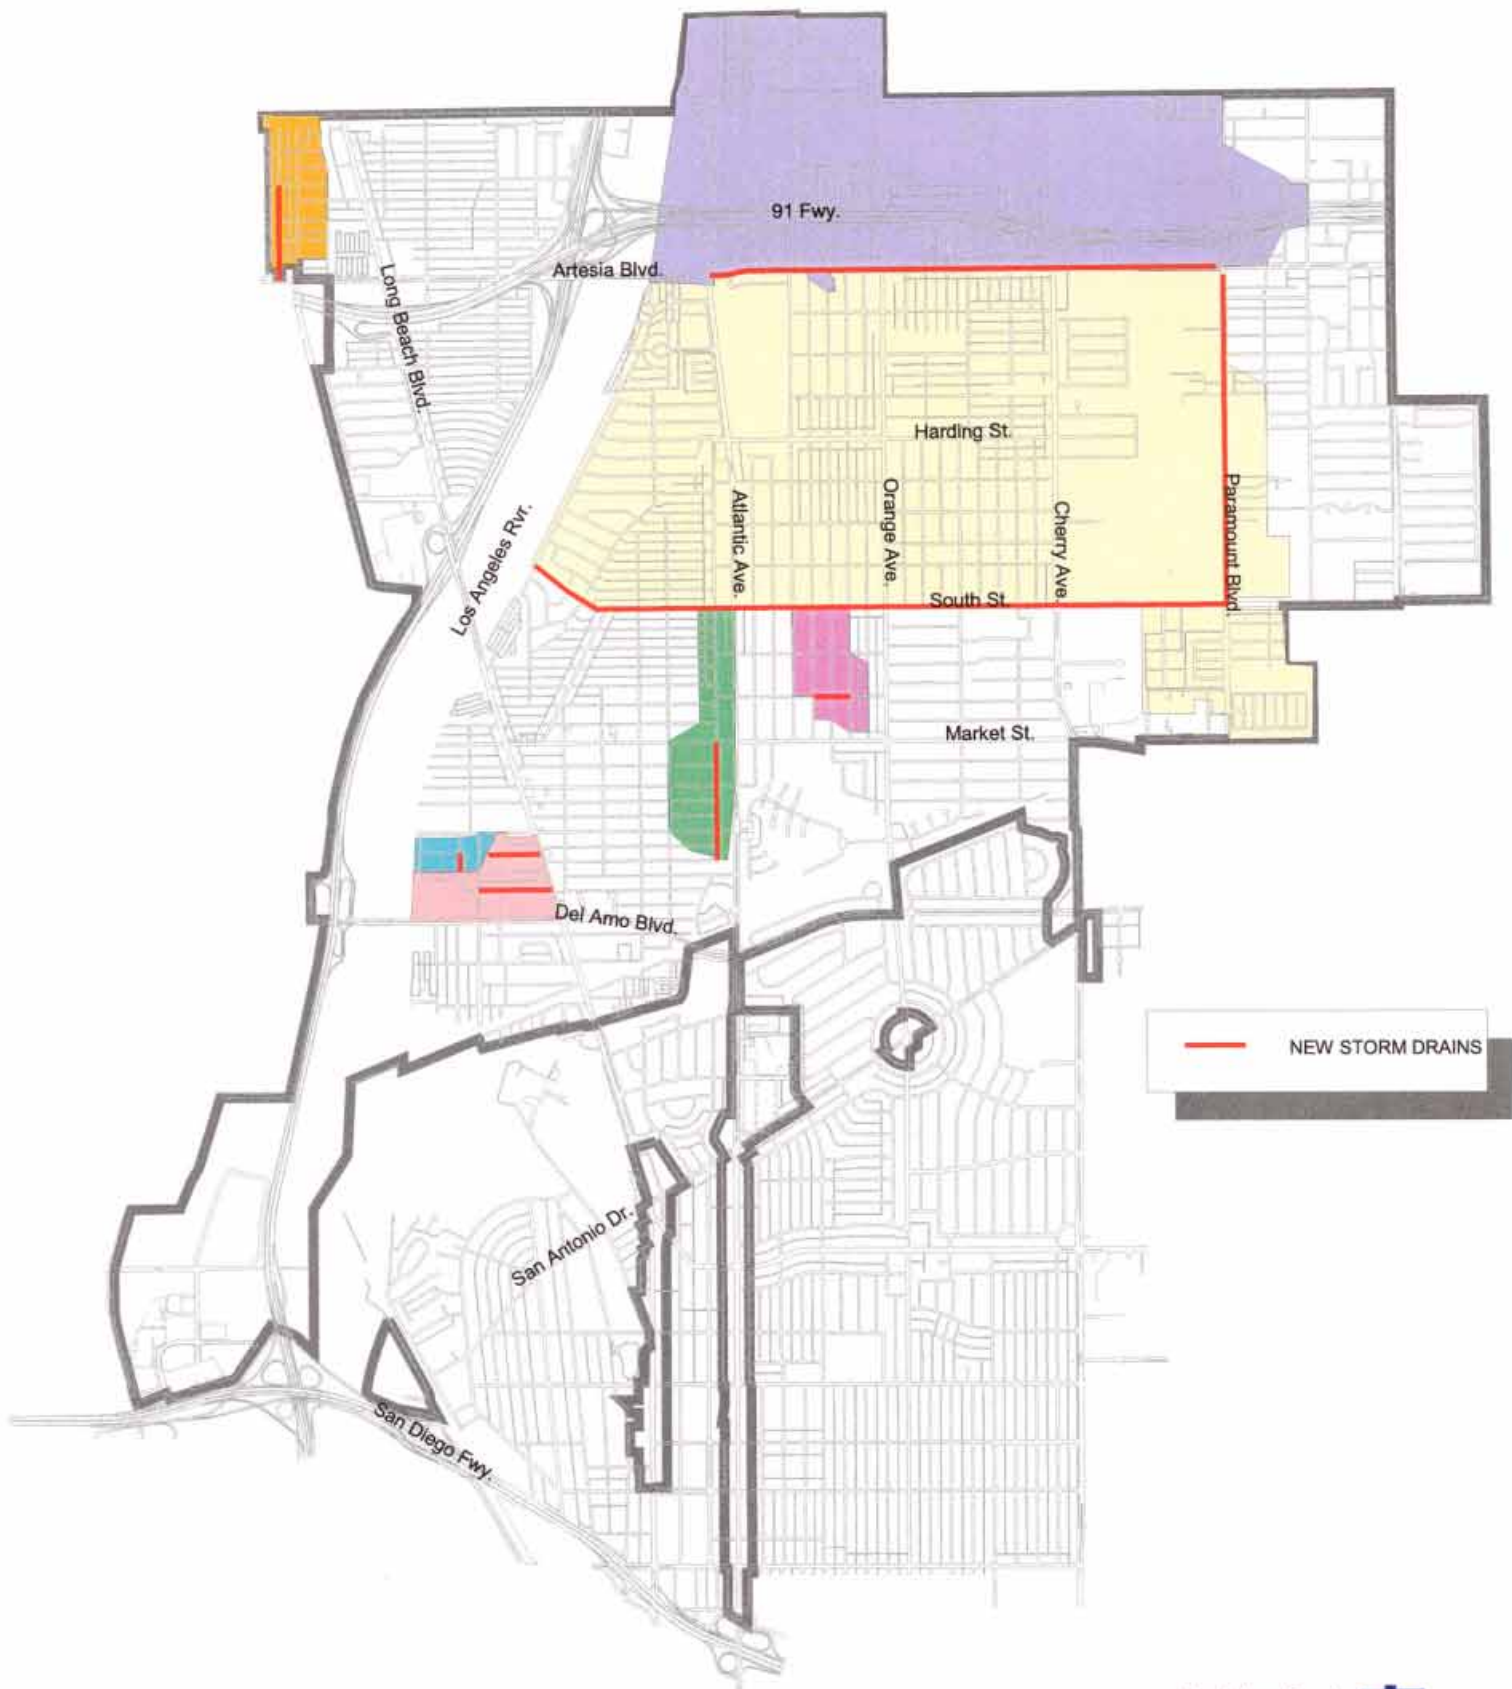 91 Fwy.
Artesia Blvd.
Long Beach Blvd.
Harding St.
Los Angeles Rvr.
Atlantic Ave.
Orange Ave.
Cherry Ave.
Paramount Blvd.
South St.
Market St.
Del Amo Blvd.
NEW STORM DRAINS
San Antonio Dr.
San Diego Fwy.